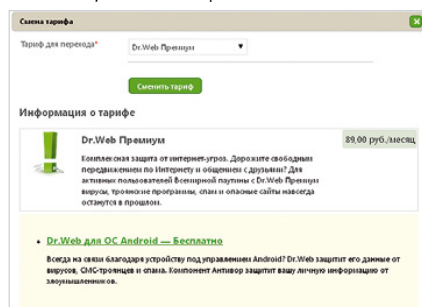 Смена тарифа
Тариф для перехода*
Dr.Web Премиум
Сменить тариф
Информация о тарифе
Dr.Web Премиум
89,00 руб./месяц
Комплексная защита от интернет-угроз. Дорожите свободным
передвижением по Интернету и общением с друзьями? Для
активных пользователей Всемирной паутины с Dr.Web Премиум
вирусы, троянские программы, спам и опасные сайты навсегда
останутся в прошлом.
Dr.Web для ОС Android — Бесплатно
Всегда на связи благодаря устройству под управлением Android? Dr.Web защитит его данные от
вирусов, СМС-троянцев и спама. Компонент Антивор защитит вашу личную информацию от
злоумышленников.